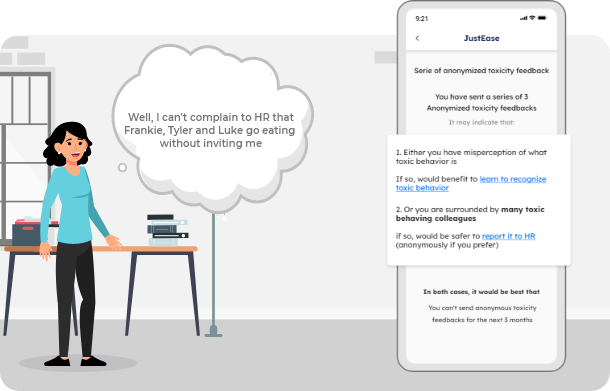 Well, I can't complain to HR that
Frankie, Tyler and Luke go eating
without inviting me
9:21
JustEase
Serie of anonymized toxicity feedback
You have sent a series of 3
Anonymized toxicity feedbacks
It may indicate that:
1. Either you have misperception of what
toxic behavior is
If so, would benefit to learn to recognize
toxic behavior
2. Or you are surrounded by many toxic
behaving colleagues
if so, would be safer to report it to HR
(anonymously if you prefer)
In both cases, it would be best that
You can't send anonymous toxicity
feedbacks for the next 3 months